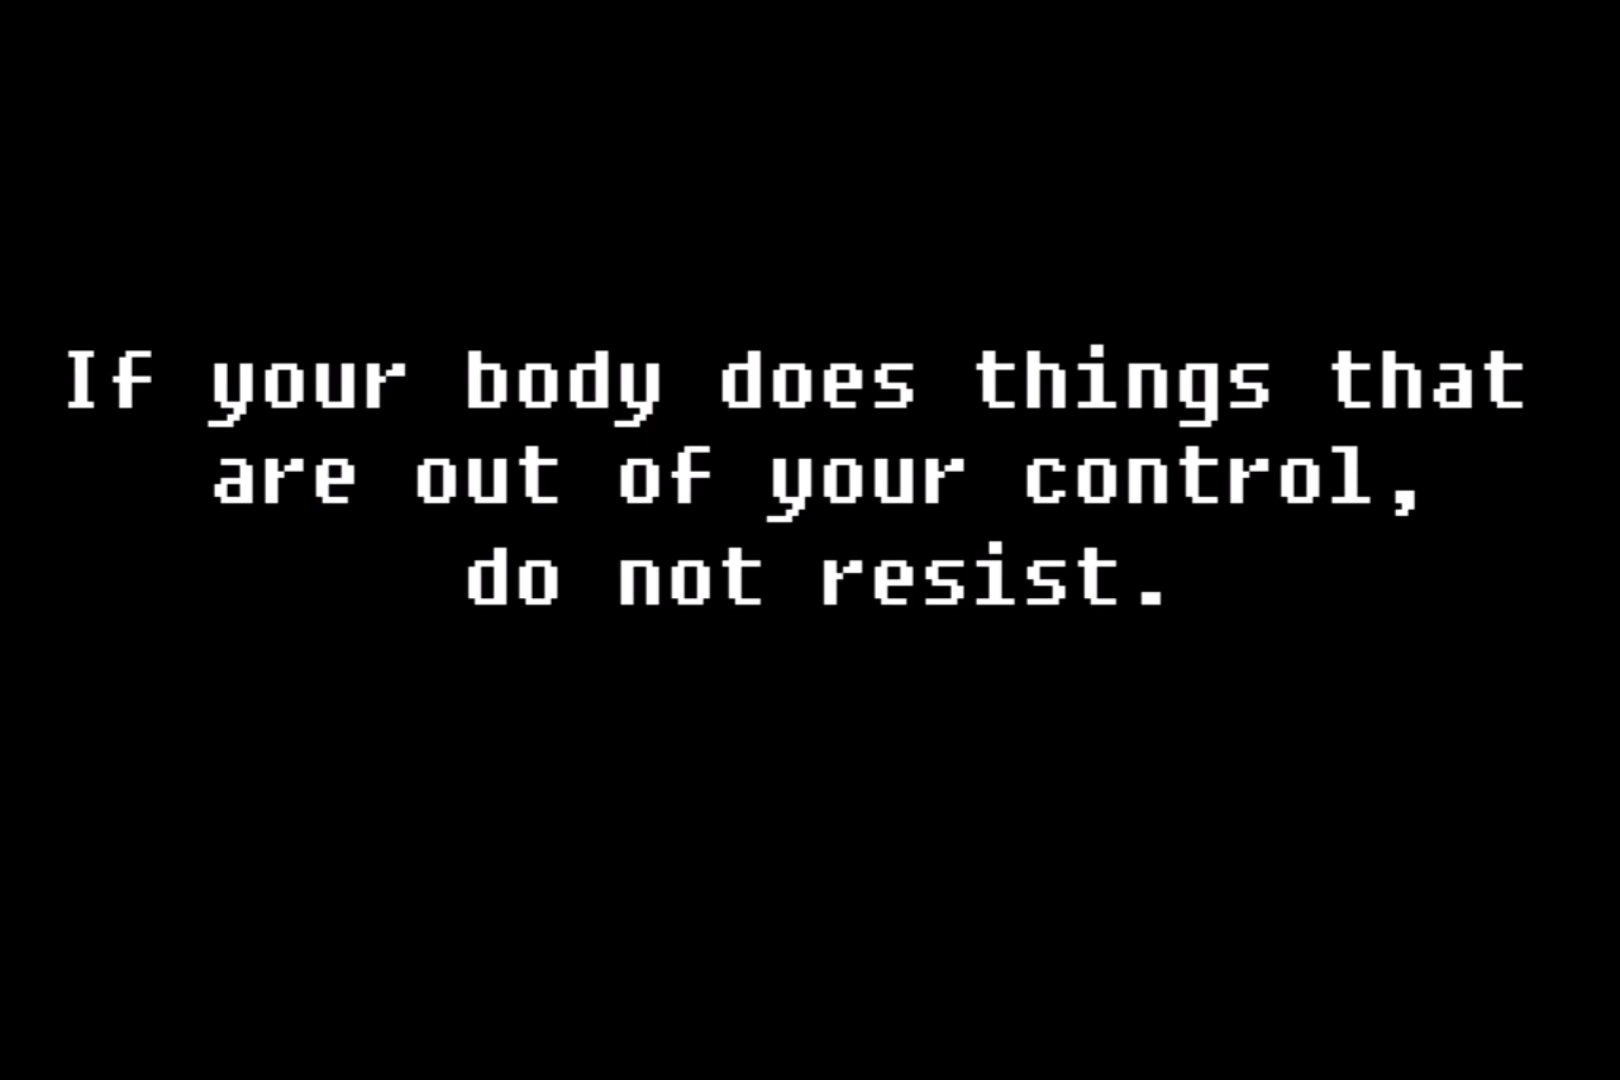 If your body does things that
are out of your control,
do not resist.